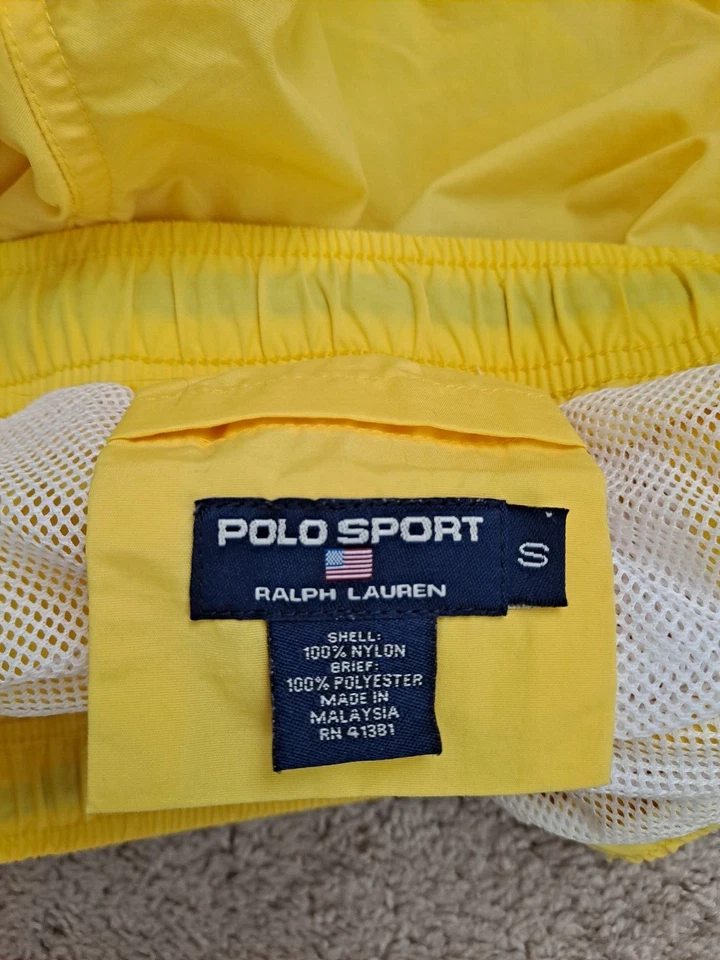 POLO SPORT
RALPH LAUREN
S
SHELL:
100% NYLON
BRIEF:
100% POLYESTER
MADE IN
MALAYSIA
RN 41381